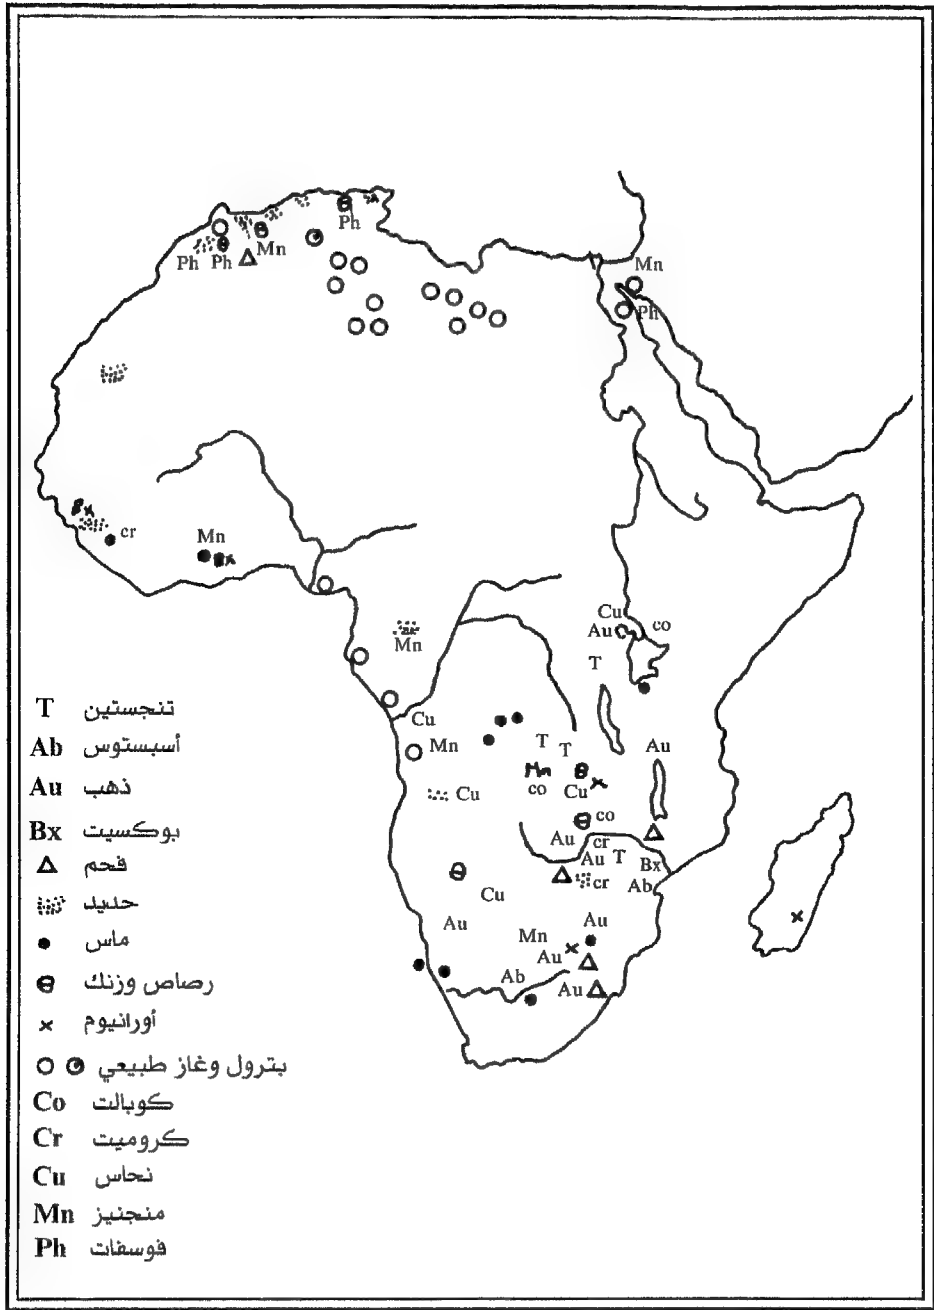 Mn
Ph
Ph
Ph
Mn
Ph
Bx
cr
Mn
Bx
Cu
Au
co
Mn
T
Cu
Mn
T
T
Au
Mn
co
Cu
Cu
co
Au
cr
Au
T
Bx
cr
Ab
Cu
Au
Au
Mn
Au
Ab
Au
T تنجستين
Ab أسبستوس
Au ذهب
Bx بوكسيت
فحم
حديد
ماس
رصاص وزنك
أورانيوم
بترول وغاز طبيعي
Co كوبالت
Cr كروميت
Cu نحاس
Mn منجنيز
Ph فوسفات